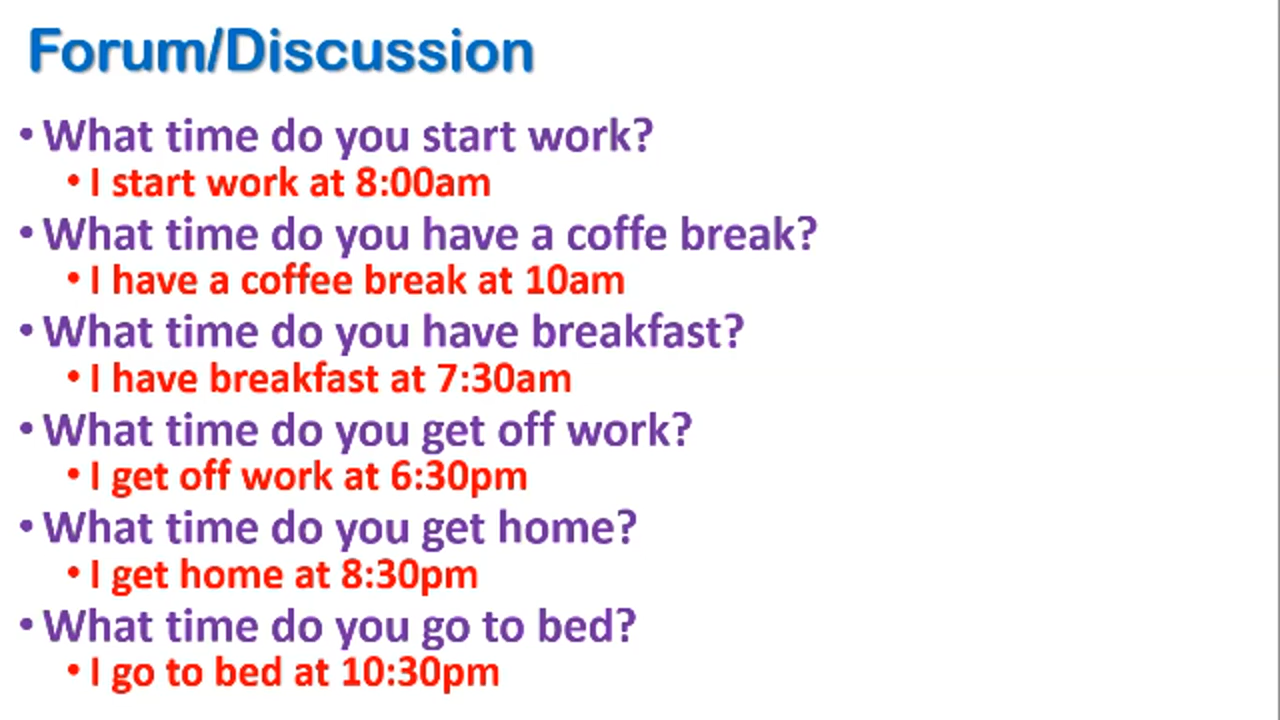 Forum/Discussion
• What time do you start work?
• I start work at 8:00am
• What time do you have a coffe break?
• I have a coffee break at 10am
• What time do you have breakfast?
• I have breakfast at 7:30am
• What time do you get off work?
• I get off work at 6:30pm
• What time do you get home?
• I get home at 8:30pm
• What time do you go to bed?
• I go to bed at 10:30pm